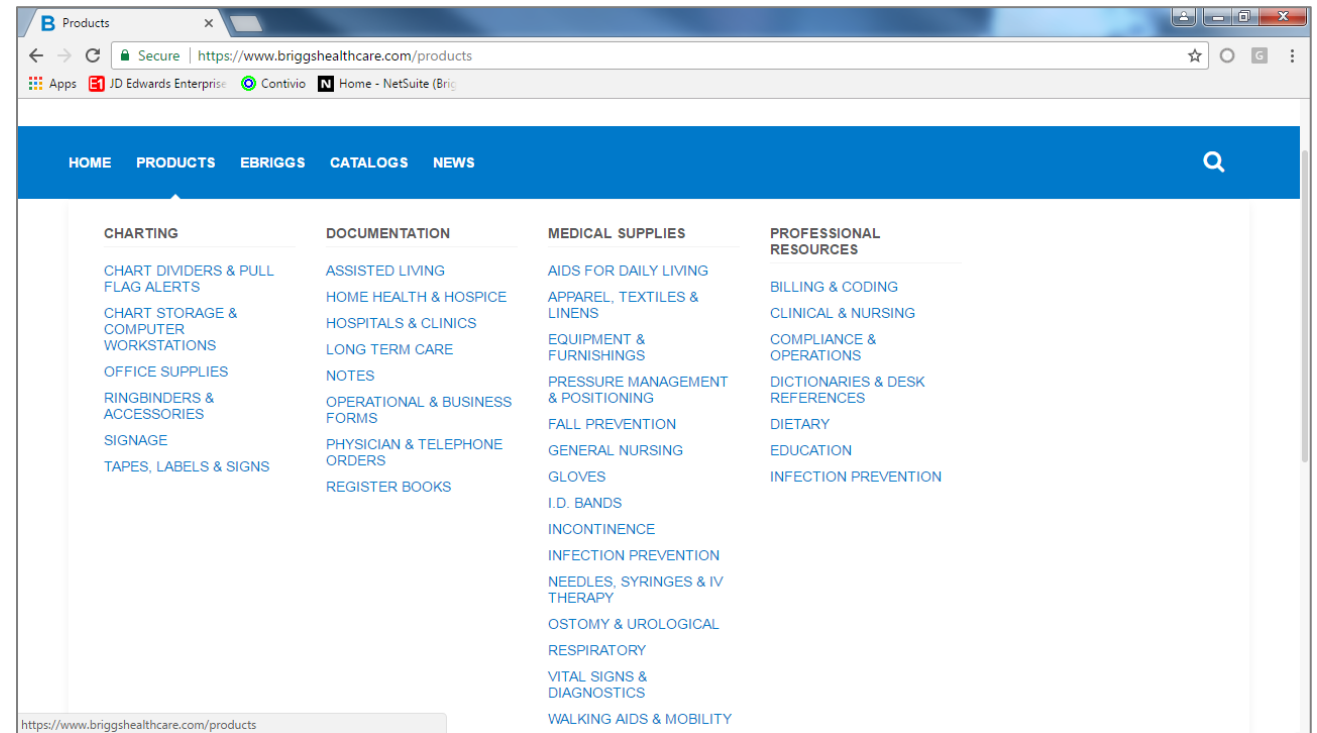 B Products
Secure | https://www.briggshealthcare.com/products
Apps E1 JD Edwards Enterprise Contivio N Home - NetSuite (Brig
HOME PRODUCTS EBRIGGS CATALOGS NEWS
CHARTING
CHART DIVIDERS & PULL
FLAG ALERTS
CHART STORAGE &
COMPUTER
WORKSTATIONS
OFFICE SUPPLIES
RINGBINDERS &
ACCESSORIES
SIGNAGE
TAPES, LABELS & SIGNS
DOCUMENTATION
ASSISTED LIVING
HOME HEALTH & HOSPICE
HOSPITALS & CLINICS
LONG TERM CARE
NOTES
OPERATIONAL & BUSINESS
FORMS
PHYSICIAN & TELEPHONE
ORDERS
REGISTER BOOKS
MEDICAL SUPPLIES
AIDS FOR DAILY LIVING
APPAREL, TEXTILES &
LINENS
EQUIPMENT &
FURNISHINGS
PRESSURE MANAGEMENT
& POSITIONING
FALL PREVENTION
GENERAL NURSING
GLOVES
I.D. BANDS
INCONTINENCE
INFECTION PREVENTION
NEEDLES, SYRINGES & IV
THERAPY
OSTOMY & UROLOGICAL
RESPIRATORY
VITAL SIGNS &
DIAGNOSTICS
WALKING AIDS & MOBILITY
PROFESSIONAL
RESOURCES
BILLING & CODING
CLINICAL & NURSING
COMPLIANCE &
OPERATIONS
DICTIONARIES & DESK
REFERENCES
DIETARY
EDUCATION
INFECTION PREVENTION
https://www.briggshealthcare.com/products